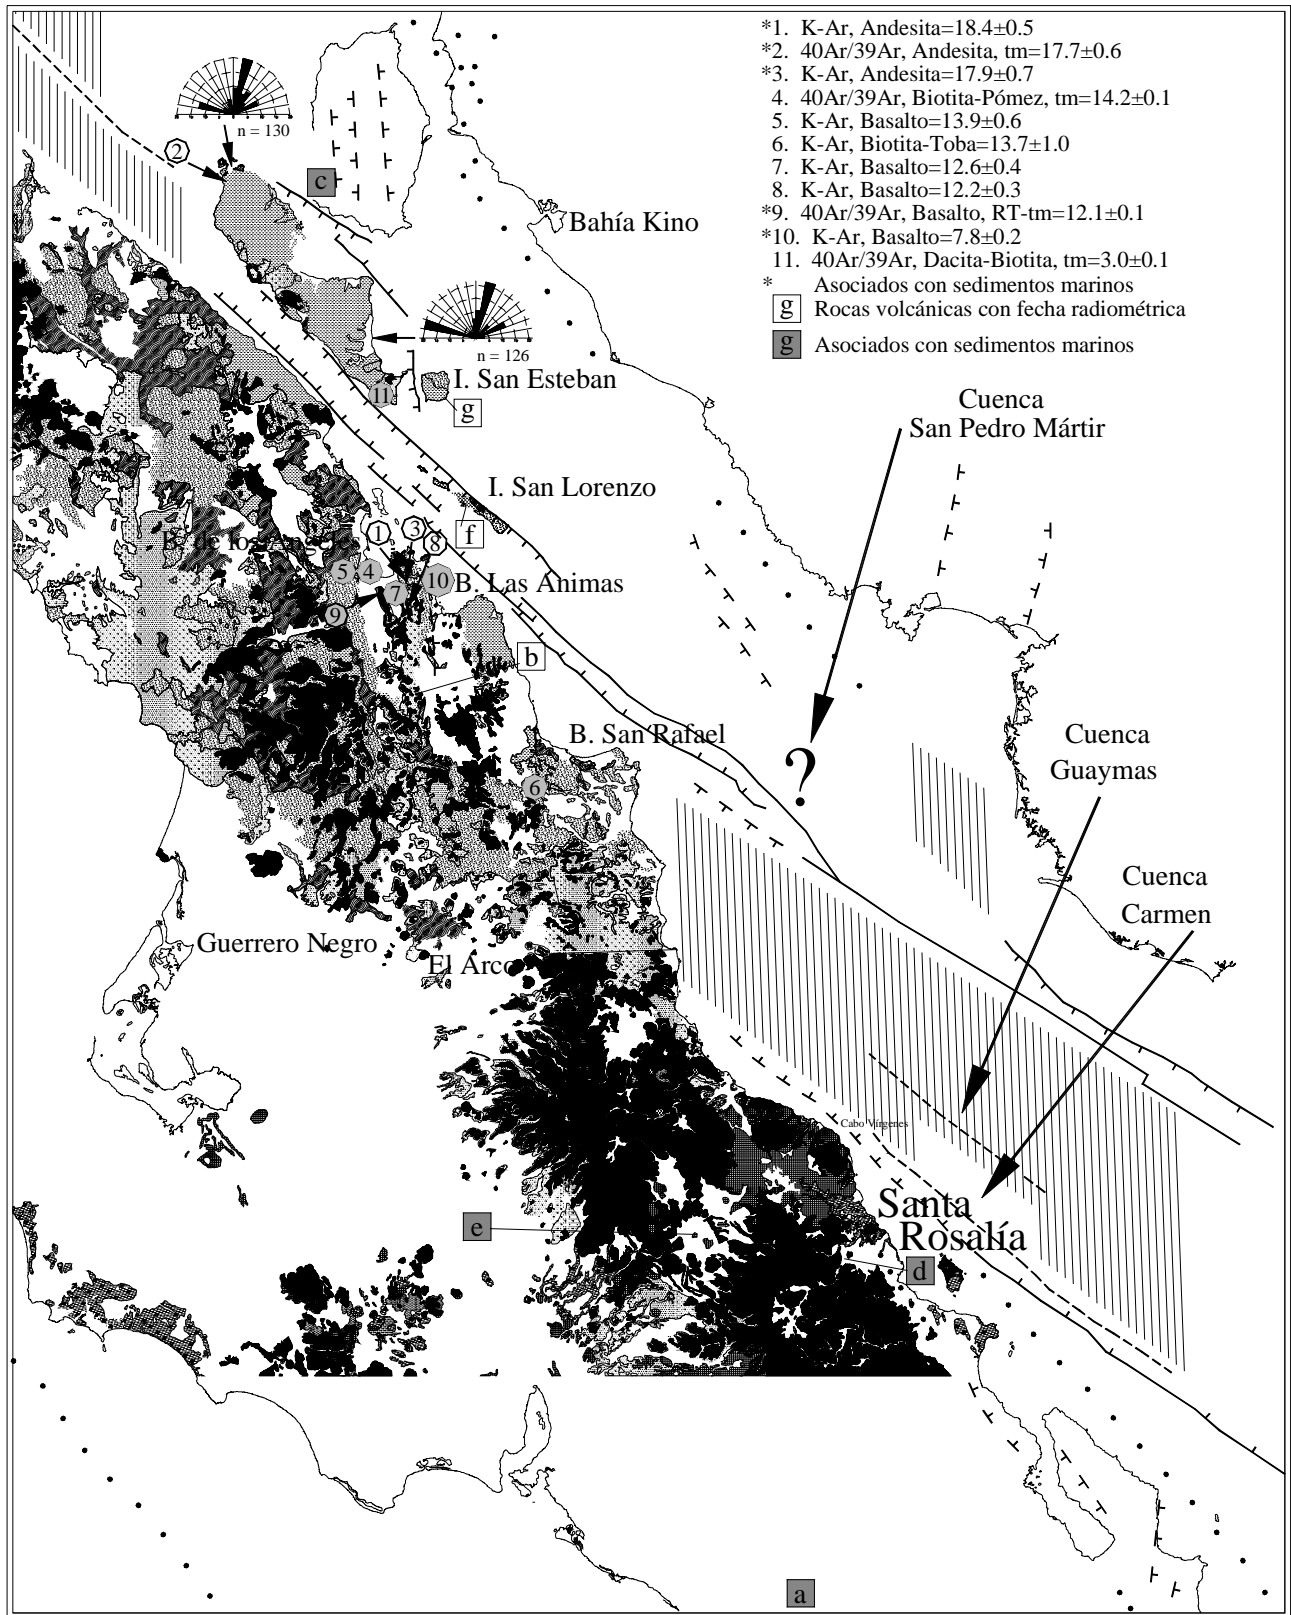 *1. K-Ar, Andesita=18.4±0.5
*2. 40Ar/39Ar, Andesita, tm=17.7±0.6
*3. K-Ar, Andesita=17.9±0.7
4. 40Ar/39Ar, Biotita-Pómez, tm=14.2±0.1
5. K-Ar, Basalto=13.9±0.6
6. K-Ar, Biotita-Toba=13.7±1.0
7. K-Ar, Basalto=12.6±0.4
8. K-Ar, Basalto=12.2±0.3
*9. 40Ar/39Ar, Basalto, RT-tm=12.1±0.1
*10. K-Ar, Basalto=7.8±0.2
11. 40Ar/39Ar, Dacita-Biotita, tm=3.0±0.1
* Asociados con sedimentos marinos
g Rocas volcánicas con fecha radiométrica
g Asociados con sedimentos marinos
n = 130
2
c
Bahía Kino
n = 126
I. San Esteban
11
g
Cuenca
San Pedro Mártir
I. San Lorenzo
f
B. de los Angeles
1
3
8
5
4
10
7
B. Las Animas
9
b
B. San Rafael
?
6
Cuenca
Guaymas
Cuenca
Carmen
Guerrero Negro
El Arco
Cabo Vírgenes
Santa
Rosalía
e
d
a